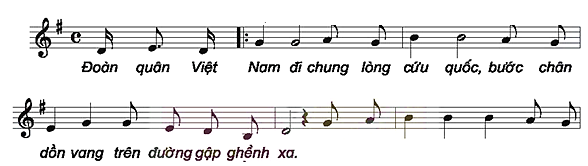 Đoàn quân Việt Nam đi chung lòng cứu quốc, bước chân
dồn vang trên đường gập ghềnh xa.